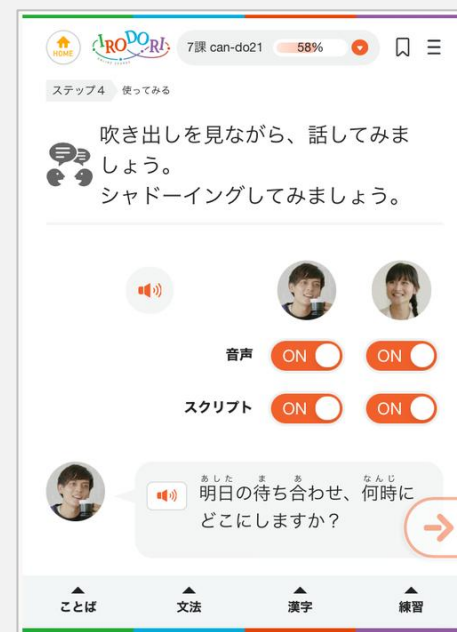 HOME
IRODORI
7課 can-do21
58%
ステップ4 使ってみる
吹き出しを見ながら、話してみま
しょう。
シャドーイングしてみましょう。
音声 ON ON
スクリプト ON ON
あした ま あ なんじ
明日の待ち合わせ、何時に
どこにしますか？
ことば 文法 漢字 練習